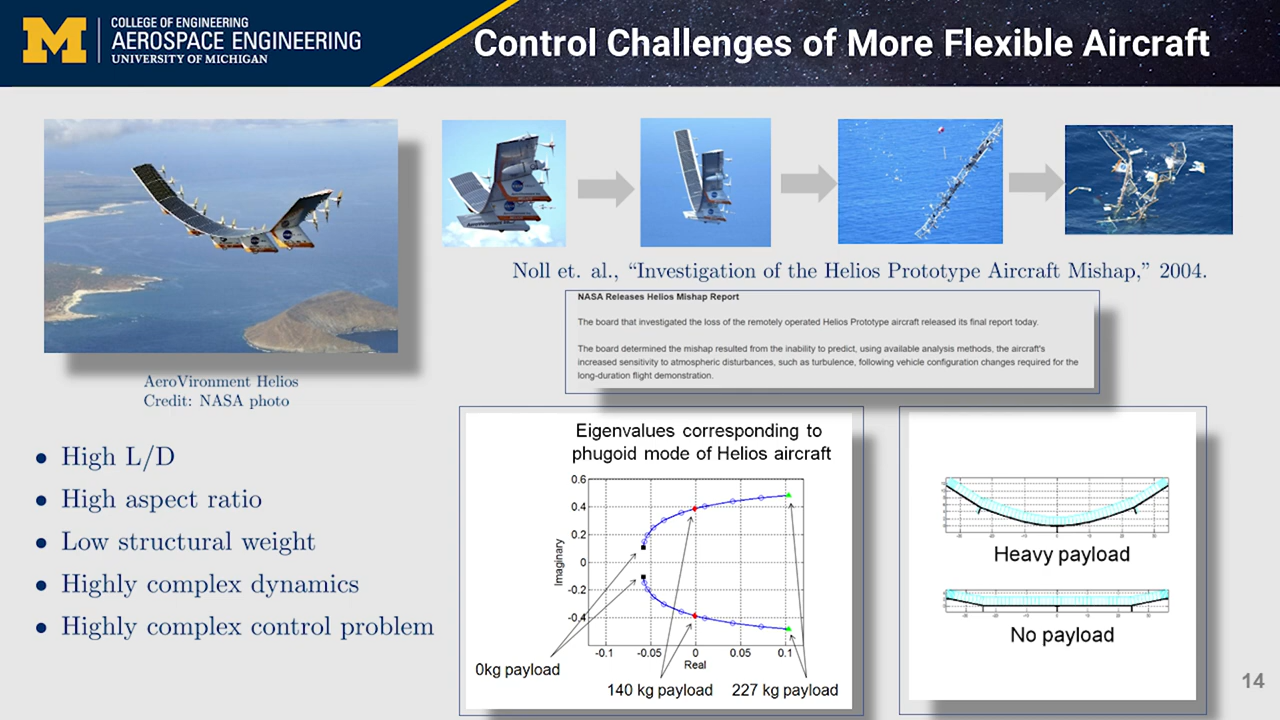 COLLEGE OF ENGINEERING
AEROSPACE ENGINEERING
UNIVERSITY OF MICHIGAN
Control Challenges of More Flexible Aircraft
Noll et. al., “Investigation of the Helios Prototype Aircraft Mishap,” 2004.
NASA Releases Helios Mishap Report
The board that investigated the loss of the remotely operated Helios Prototype aircraft released its final report today.
The board determined the mishap resulted from the inability to predict, using available analysis methods, the aircraft's
increased sensitivity to atmospheric disturbances, such as turbulence, following vehicle configuration changes required for the
long-duration flight demonstration.
AeroVironment Helios
Credit: NASA photo
• High L/D
• High aspect ratio
• Low structural weight
• Highly complex dynamics
• Highly complex control problem
Eigenvalues corresponding to
phugoid mode of Helios aircraft
0.6
0.4
0.2
0
-0.2
-0.4
Imaginary
-0.1 -0.05 0 0.05 0.1
Real
0kg payload
140 kg payload 227 kg payload
Heavy payload
No payload
14